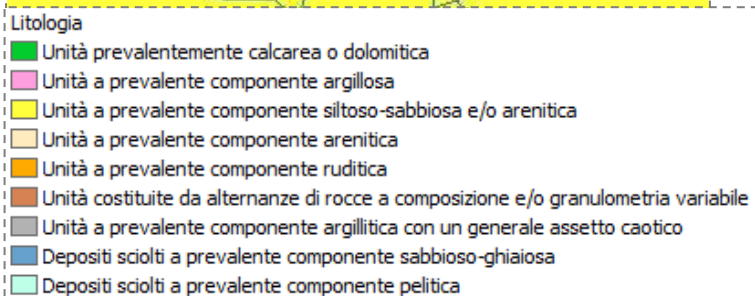 Litologia
Unità prevalentemente calcarea o dolomitica
Unità a prevalente componente argillosa
Unità a prevalente componente siltoso-sabbiosa e/o arenitica
Unità a prevalente componente arenitica
Unità a prevalente componente ruditica
Unità costituite da alternanze di rocce a composizione e/o granulometria variabile
Unità a prevalente componente argillitica con un generale assetto caotico
Depositi sciolti a prevalente componente sabbioso-ghiaiosa
Depositi sciolti a prevalente componente pelitica